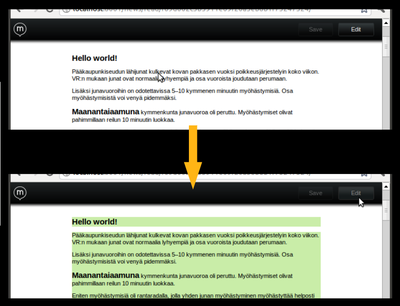 Save
Edit
Hello world!
Pääkaupunkiseudun lähijunat kulkevat kovan pakkasen vuoksi poikkeusjärjestelyin koko viikon.
VR:n mukaan junat ovat normaalia lyhyempiä ja osa vuoroista joudutaan perumaan.
Lisäksi junavuoroihin on odotettavissa 5–10 kymmenen minuutin myöhästymisiä. Osa
myöhästymisistä voi venyä pidemmäksi.
Maanantaiaamuna kymmenkunta junavuoroa oli peruttu. Myöhästymiset olivat
pahimmillaan reilun 10 minuutin luokkaa.
Save
Edit
Hello world!
Pääkaupunkiseudun lähijunat kulkevat kovan pakkasen vuoksi poikkeusjärjestelyin koko viikon.
VR:n mukaan junat ovat normaalia lyhyempiä ja osa vuoroista joudutaan perumaan.
Lisäksi junavuoroihin on odotettavissa 5–10 kymmenen minuutin myöhästymisiä. Osa
myöhästymisistä voi venyä pidemmäksi.
Maanantaiaamuna kymmenkunta junavuoroa oli peruttu. Myöhästymiset olivat
pahimmillaan reilun 10 minuutin luokkaa.
Eniten myöhästymisiä oli rantaradalla, jolla yhden junan myöhästyminen myöhästyttää helposti